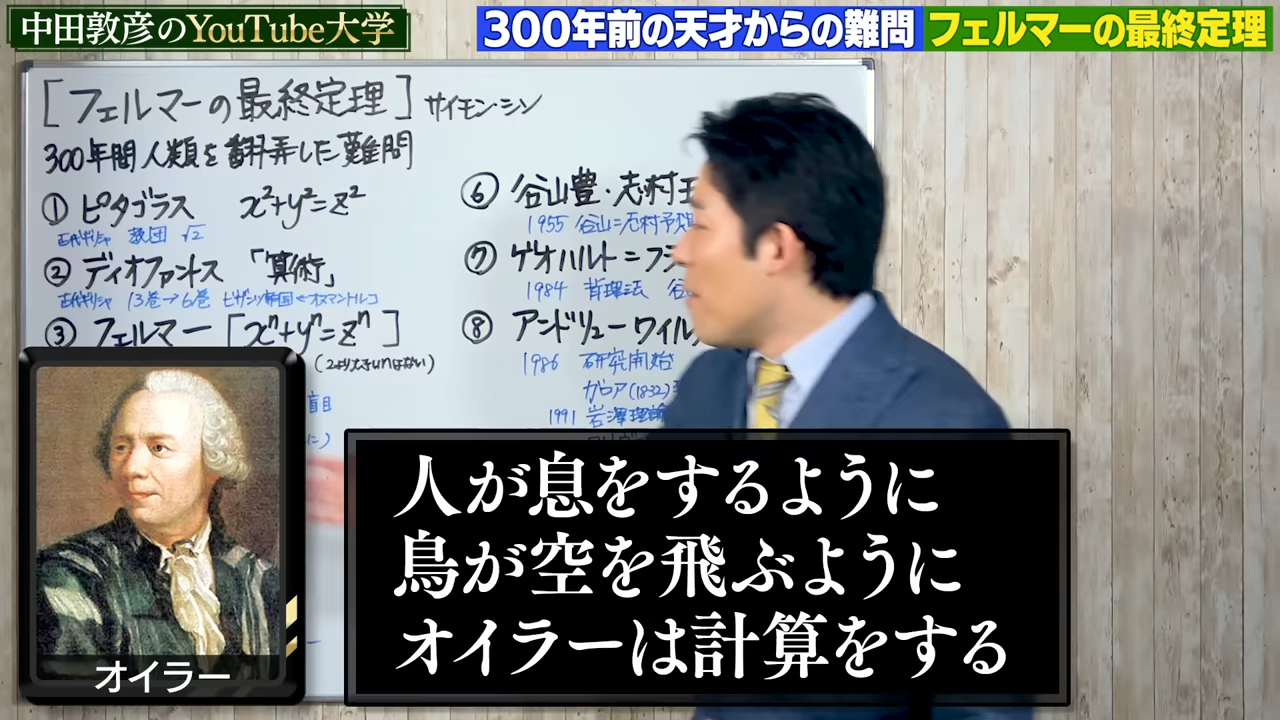 中田敦彦のYouTube大学
300年前の天才からの難問 フェルマーの最終定理
[フェルマーの最終定理] サイモン・シン
300年間人類を翻弄した難問
① ピタゴラス x²+y²=z²
古代ギリシャ 教団 √2
② ディオファントス 「算術」
古代ギリシャ 13巻→6巻 ビザンツ帝国←オスマントルコ
③ フェルマー [xⁿ+yⁿ=zⁿ]
(2より大きいnはない)
盲目
⑥ 谷山豊・志村五
1955 谷山=志村予想
⑦ ゲオハルト=フラ
1984 背理法 谷
⑧ アンドリューワイル
1986 研究開始
ガロア(1832)
1991 岩澤理論
オイラー
人が息をするように
鳥が空を飛ぶように
オイラーは計算をする